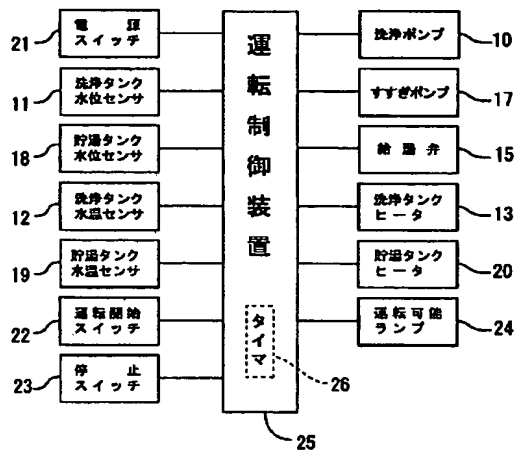 電源
スイッチ
21
洗浄タンク
水位センサ
11
貯湯タンク
水位センサ
18
洗浄タンク
水温センサ
12
貯湯タンク
水温センサ
19
運転開始
スイッチ
22
停止
スイッチ
23
運転制御装置
タイマ
26
25
洗浄ポンプ
10
すすぎポンプ
17
給湯弁
15
洗浄タンク
ヒータ
13
貯湯タンク
ヒータ
20
運転可能
ランプ
24